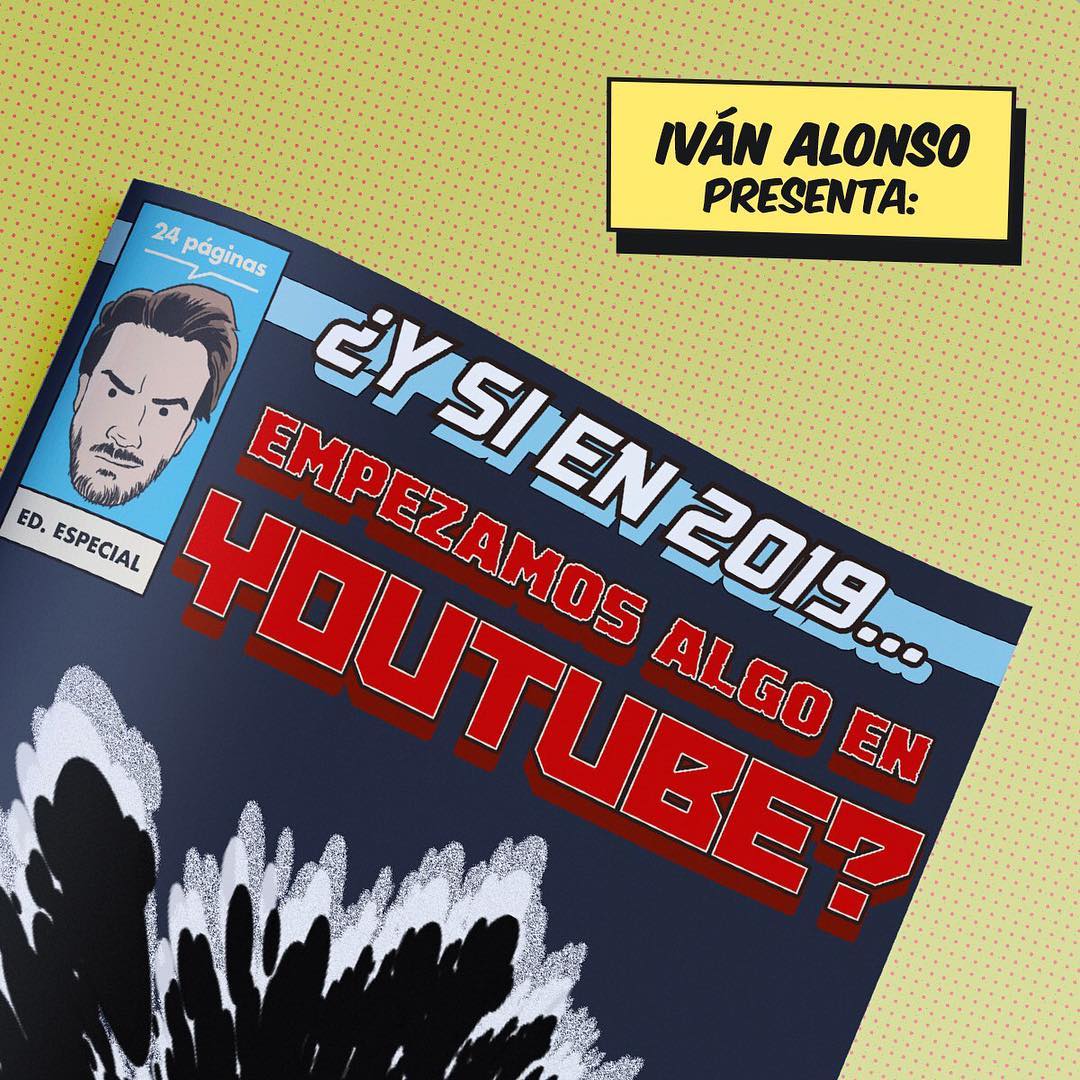 IVÁN ALONSO
PRESENTA:
24 páginas
ED. ESPECIAL
¿Y SI EN 2019...
EMPEZAMOS ALGO EN
YOUTUBE?